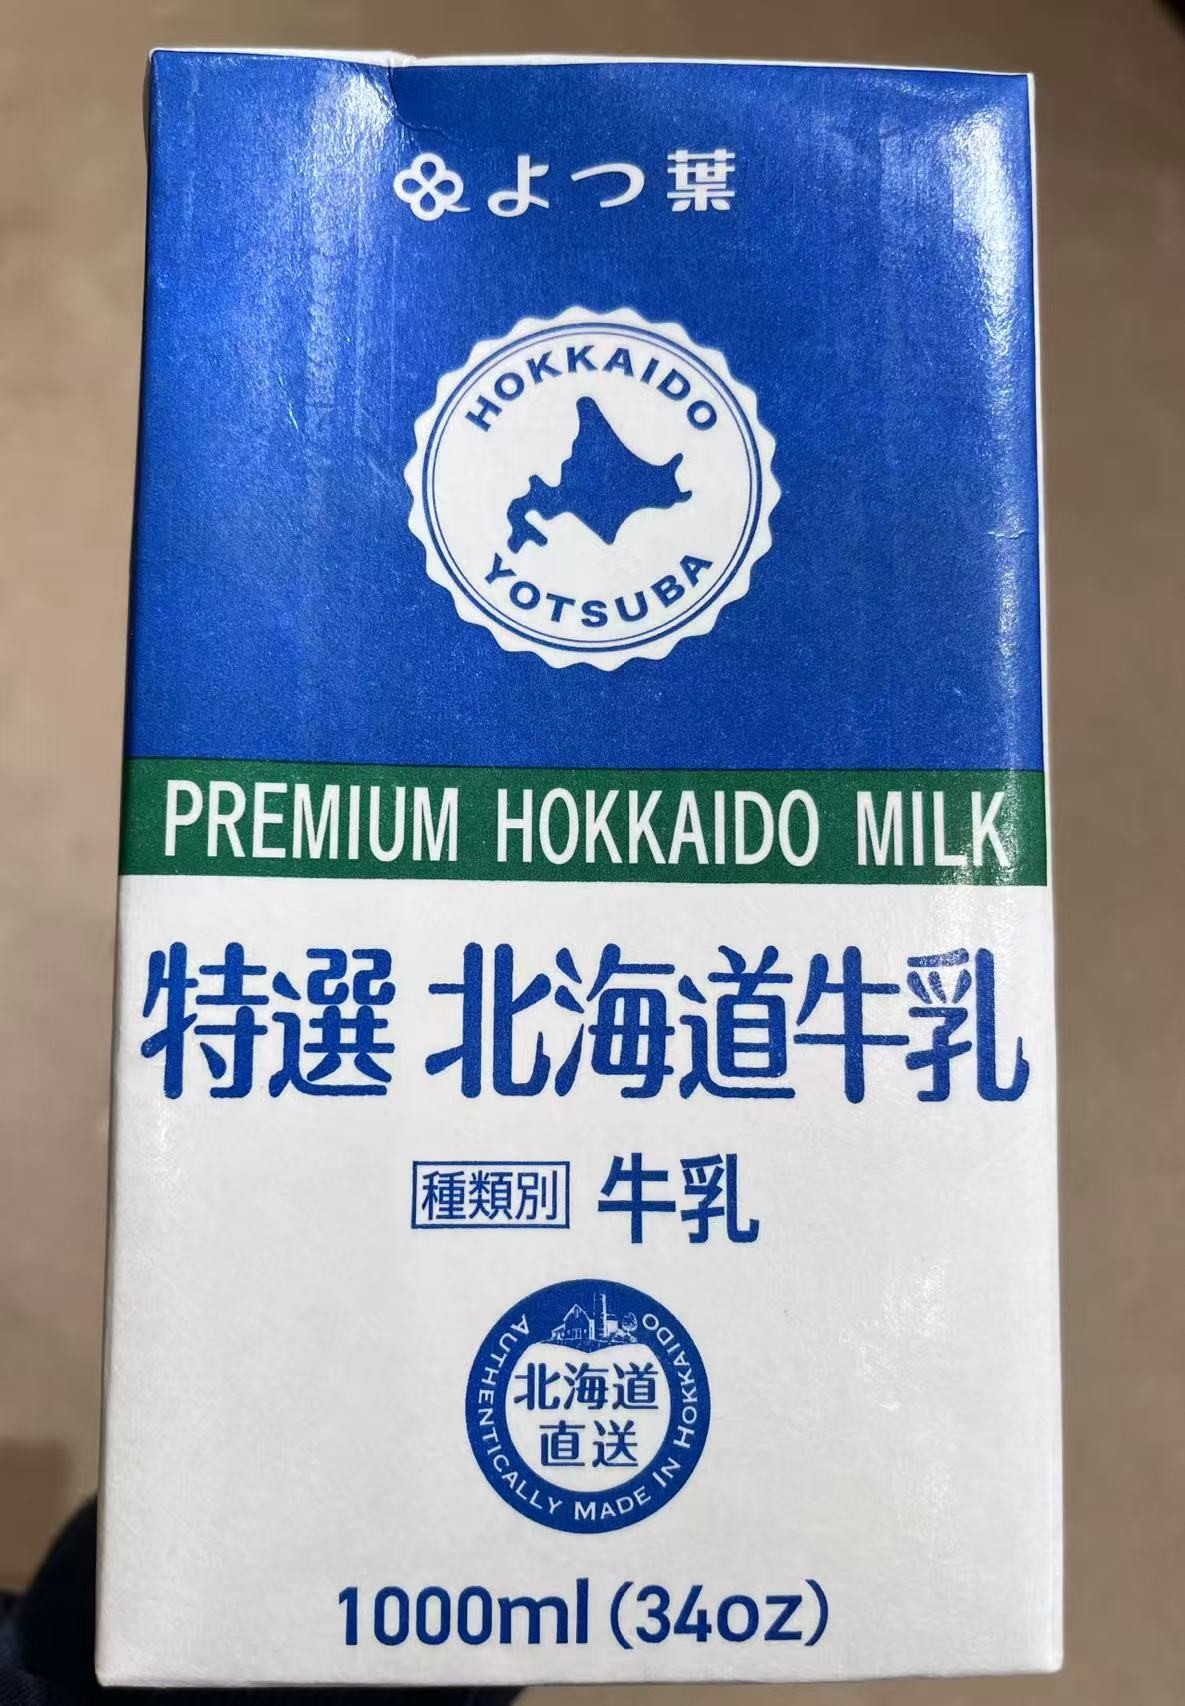 よつ葉
HOKKAIDO
YOTSUBA
PREMIUM HOKKAIDO MILK
特選 北海道牛乳
種類別 牛乳
北海道
直送
AUTHENTICALLY MADE IN HOKKAIDO
1000ml (34oz)